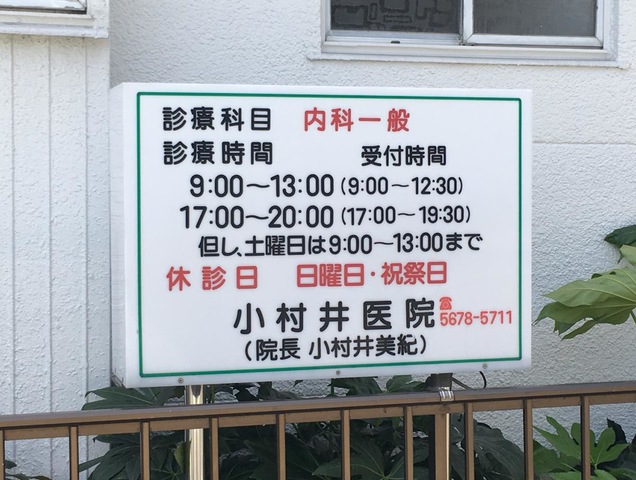 診療科目 内科一般
診療時間 受付時間
9:00～13:00(9:00～12:30)
17:00～20:00(17:00～19:30)
但し、土曜日は9:00～13:00まで
休診日 日曜日・祝祭日
小村井医院 ☎5678-5711
(院長 小村井美紀)